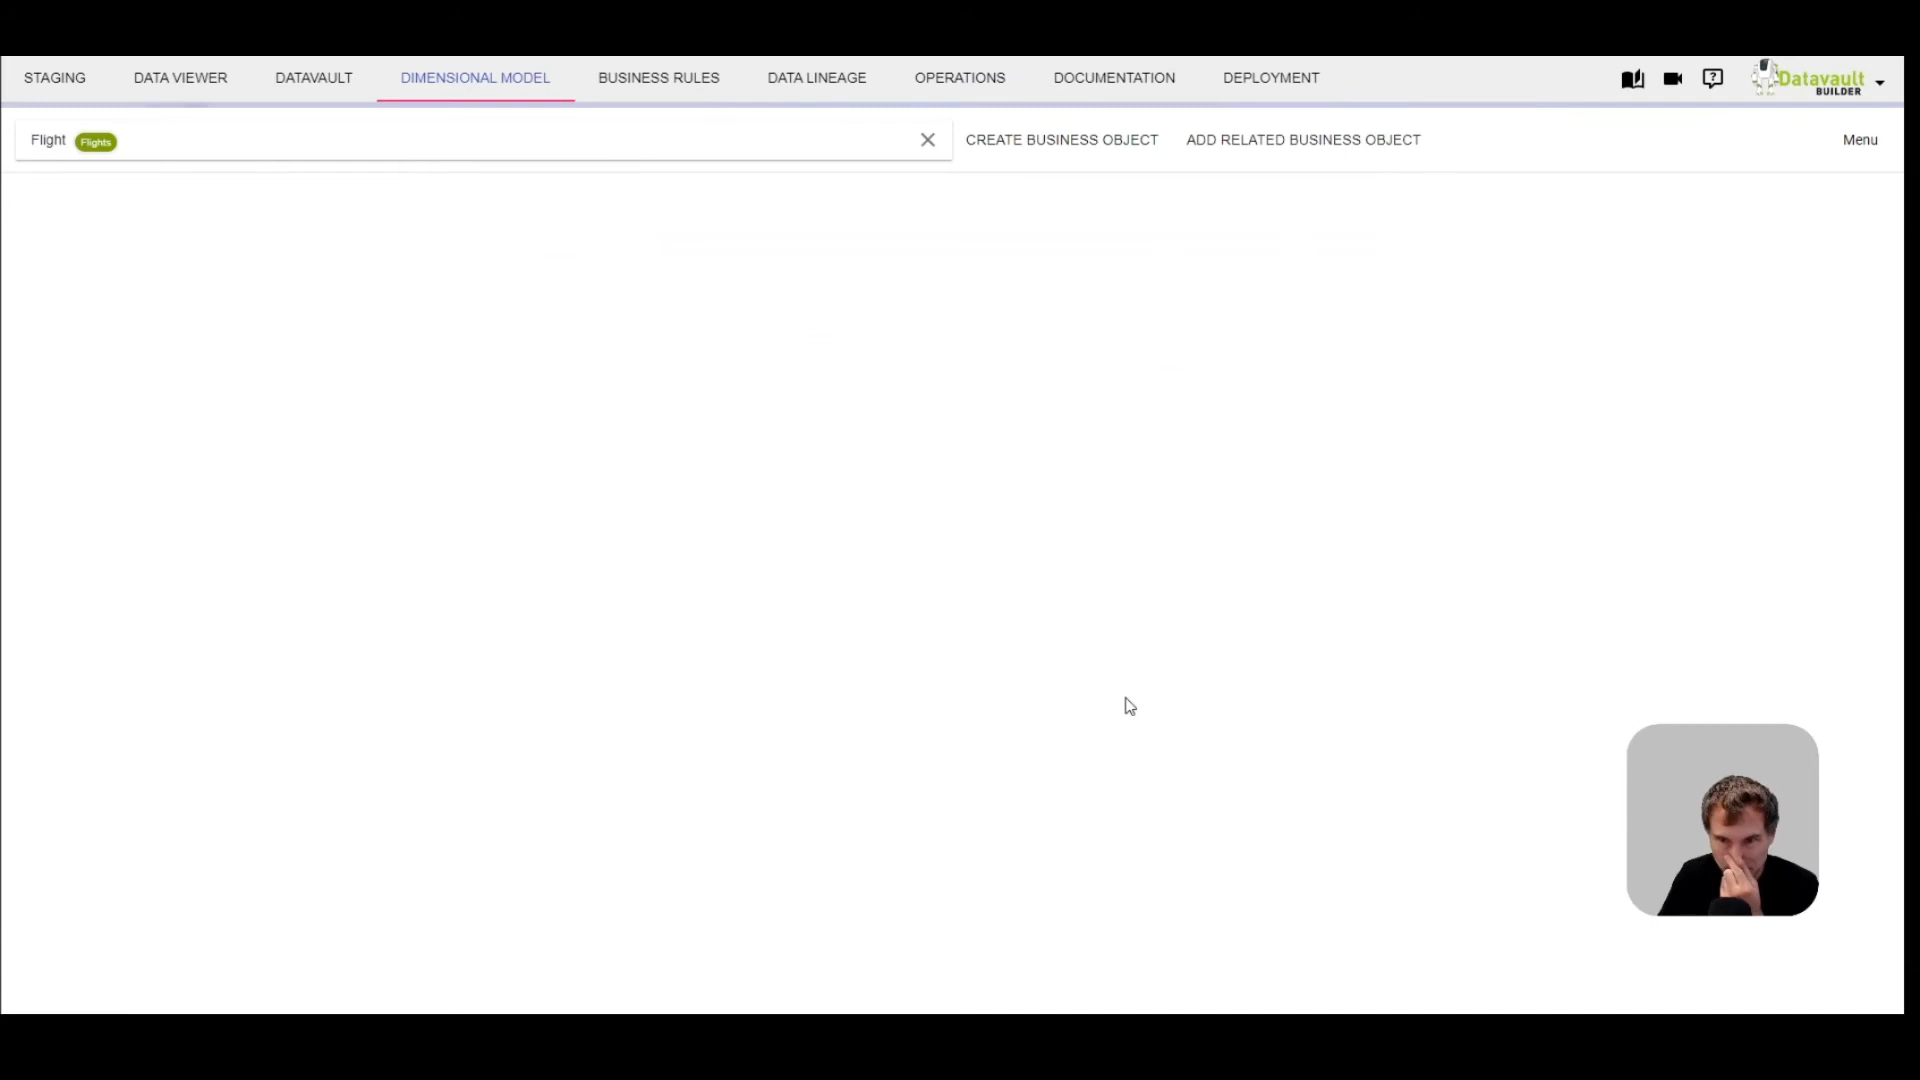 STAGING DATA VIEWER DATAVAULT DIMENSIONAL MODEL BUSINESS RULES DATA LINEAGE OPERATIONS DOCUMENTATION DEPLOYMENT Datavault
BUILDER
Flight Flights CREATE BUSINESS OBJECT ADD RELATED BUSINESS OBJECT Menu